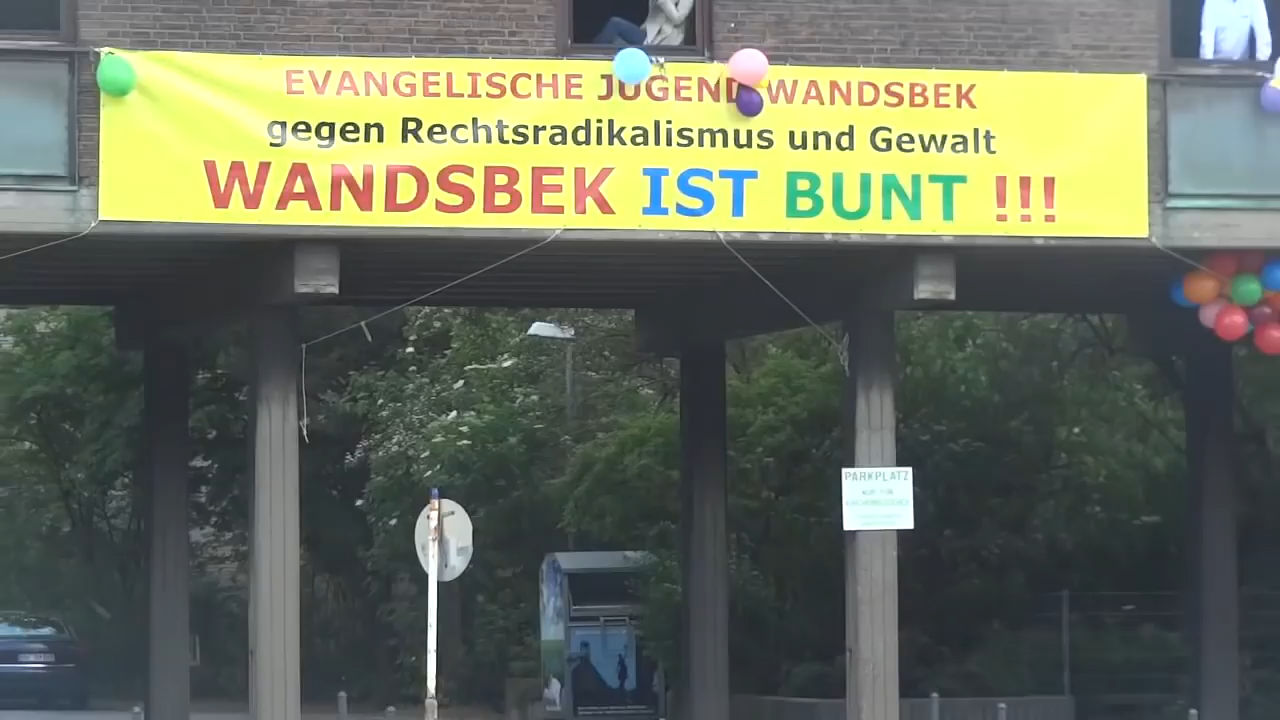 EVANGELISCHE JUGEND WANDSBEK
gegen Rechtsradikalismus und Gewalt
WANDSBEK IST BUNT !!!
PARKPLATZ